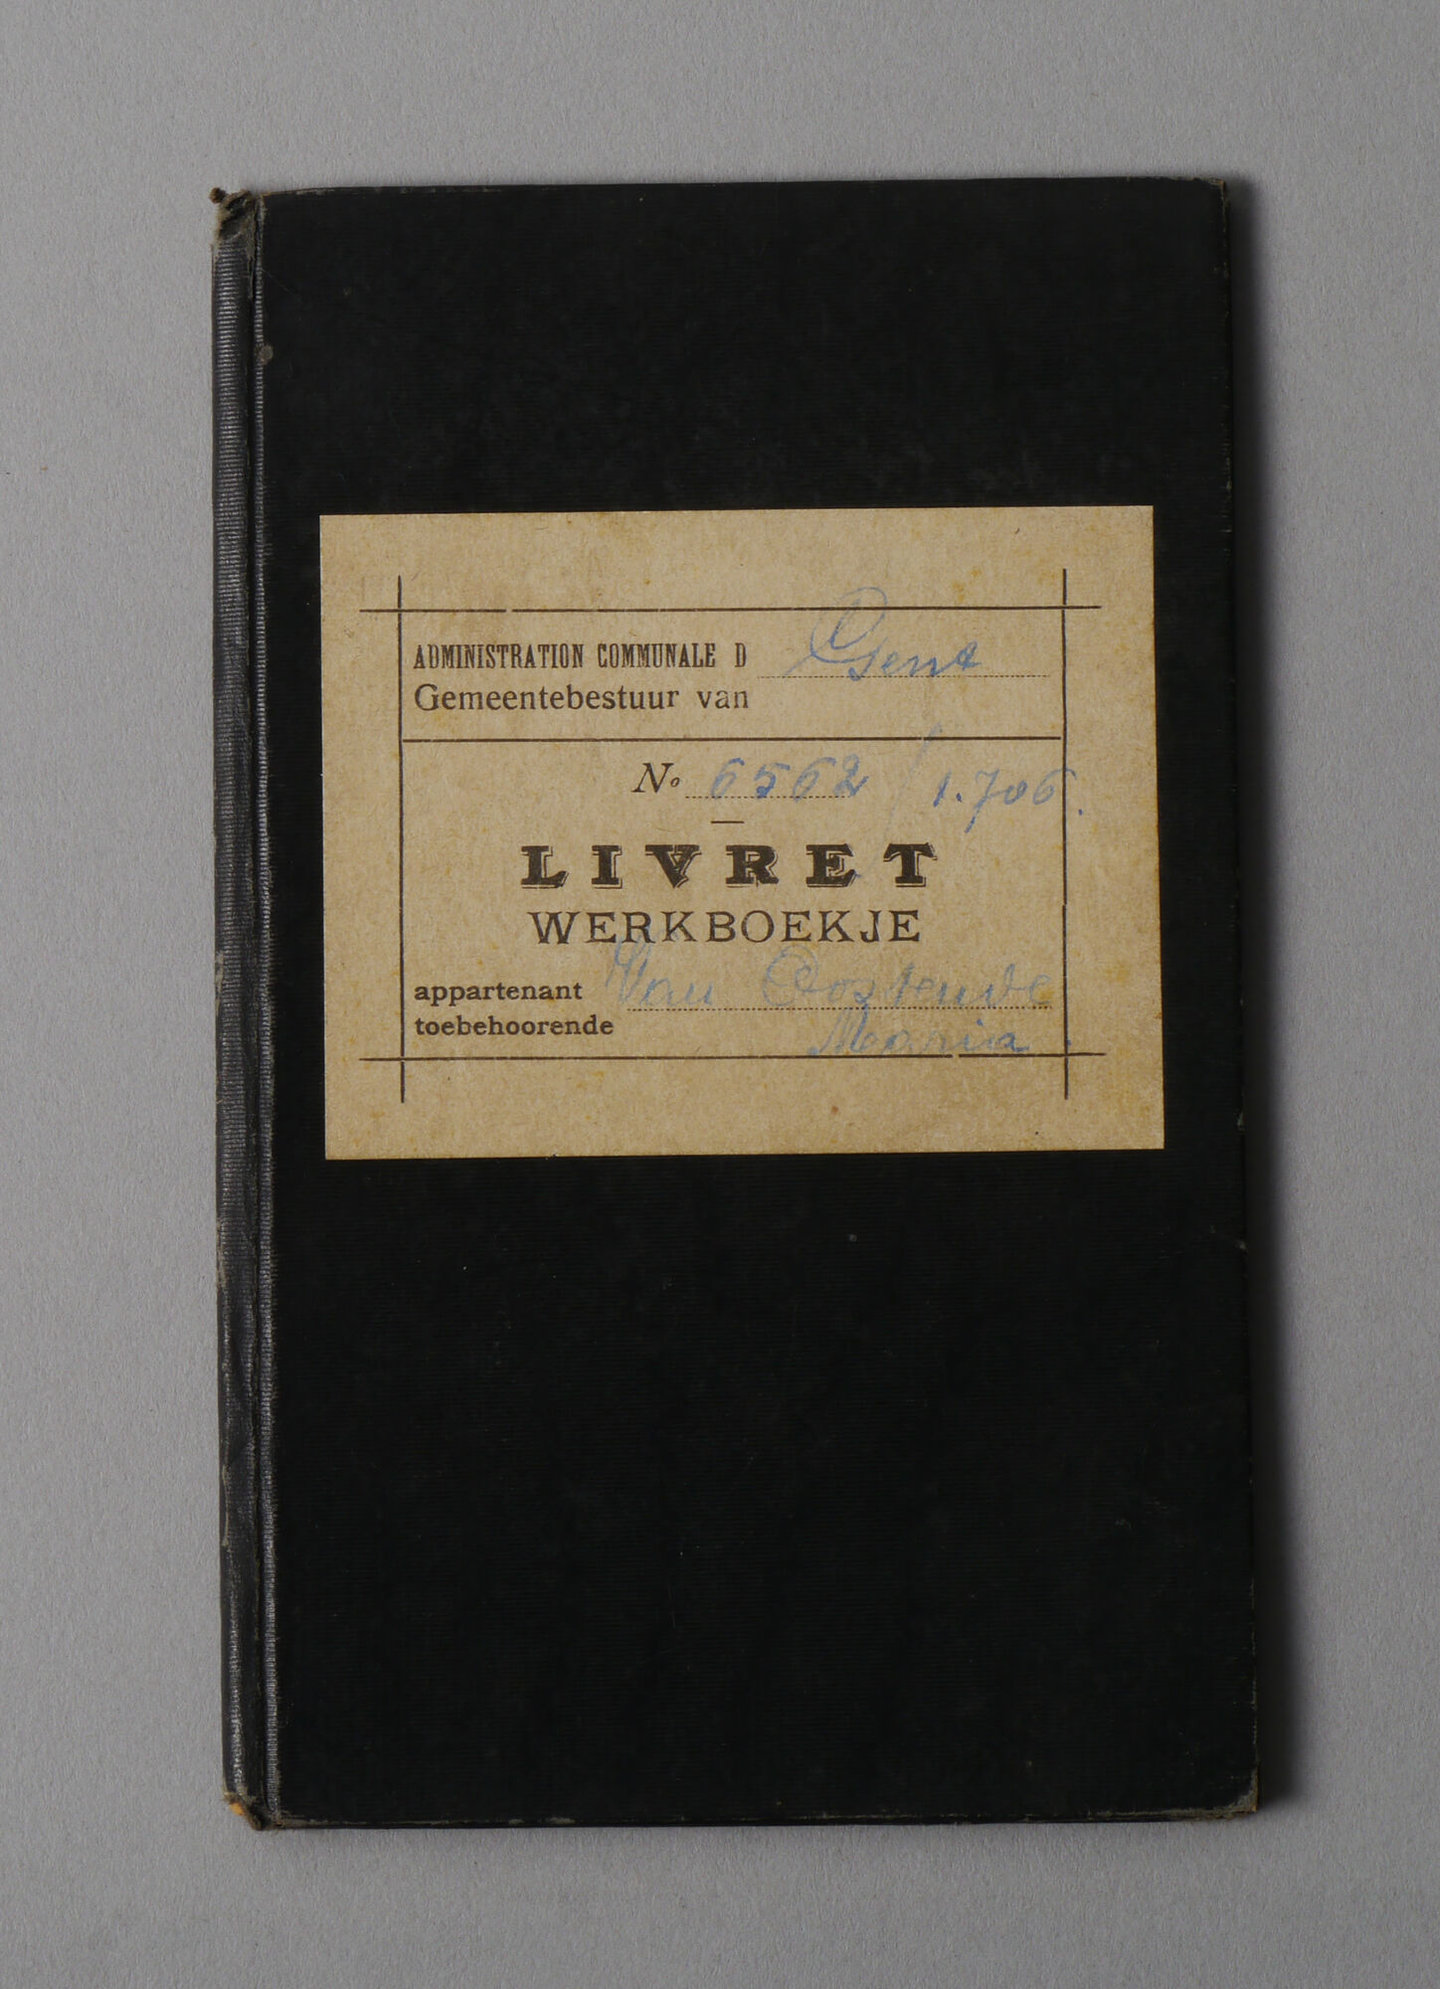 ADMINISTRATION COMMUNALE D Gent
Gemeentebestuur van
No 6562 / 1.706.
LIVRET
WERKBOEKJE
appartenant Van Oostende
toebehoorende Maria.